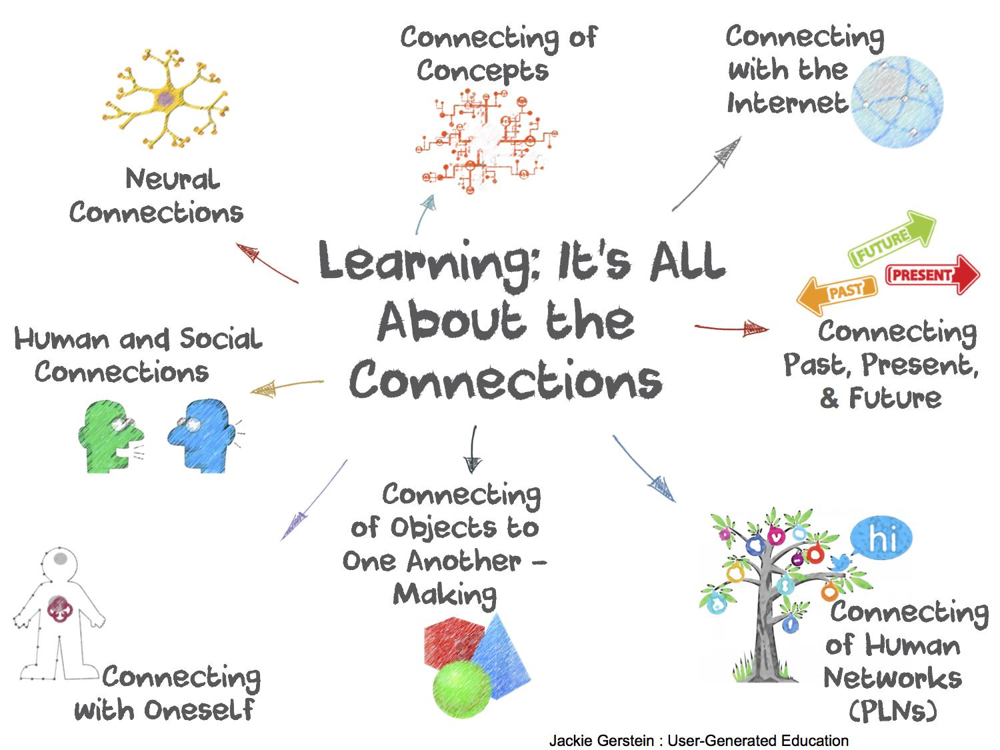 Neural
Connections
Connecting of
Concepts
Connecting
with the
Internet
Learning: It's ALL
About the
Connections
FUTURE
PRESENT
PAST
Connecting
Past, Present,
& Future
Human and Social
Connections
Connecting
of Objects to
One Another -
Making
hi
Connecting
of Human
Networks
(PLNs)
Connecting
with Oneself
Jackie Gerstein : User-Generated Education